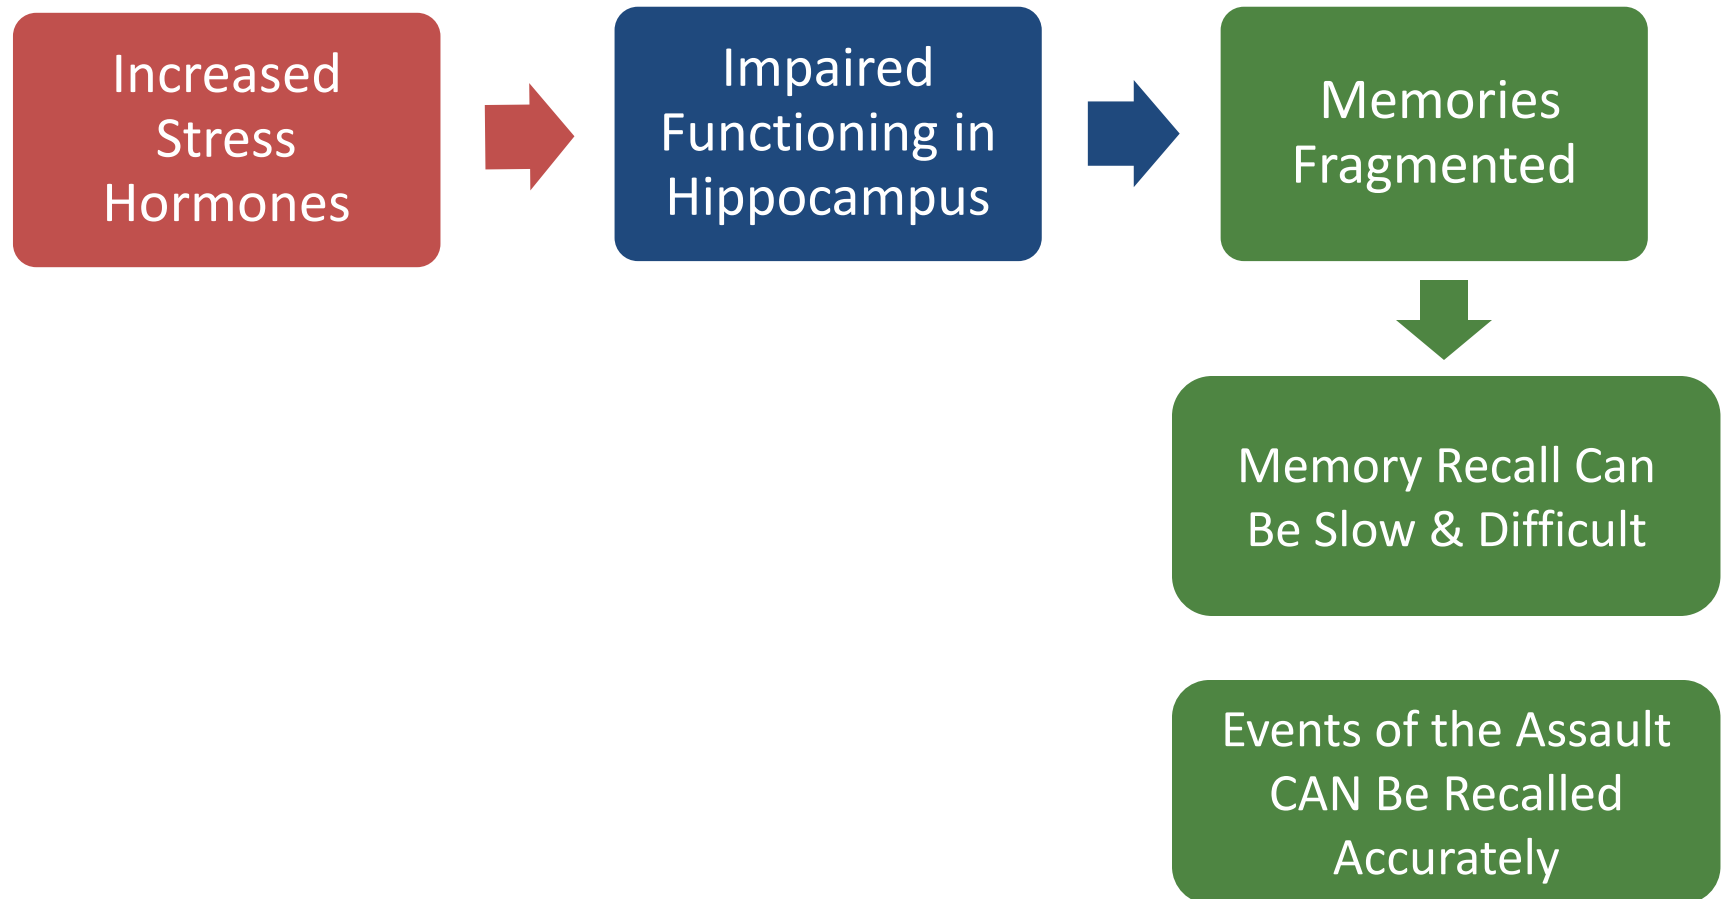 Increased
Stress
Hormones
Impaired
Functioning in
Hippocampus
Memories
Fragmented
Memory Recall Can
Be Slow & Difficult
Events of the Assault
CAN Be Recalled
Accurately